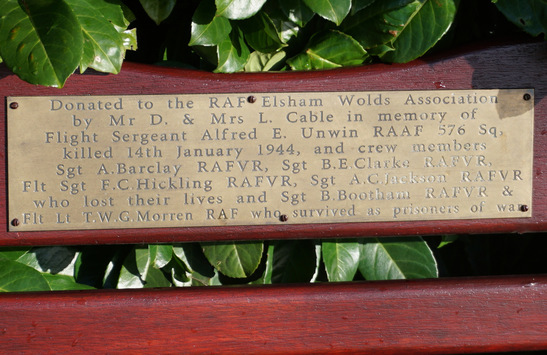 Donated to the RAF Elsham Wolds Association
by Mr D. & Mrs L. Cable in memory of
Flight Sergeant Alfred E. Unwin RAAF 576 Sq.
killed 14th January 1944, and crew members
Sgt A.Barclay RAFVR, Sgt B.E.Clarke RAFVR,
Flt Sgt F.C.Hickling RAFVR, Sgt A.C.Jackson RAFVR
who lost their lives and Sgt B.Bootham RAFVR &
Flt Lt T.W.G.Morren RAF who survived as prisoners of war